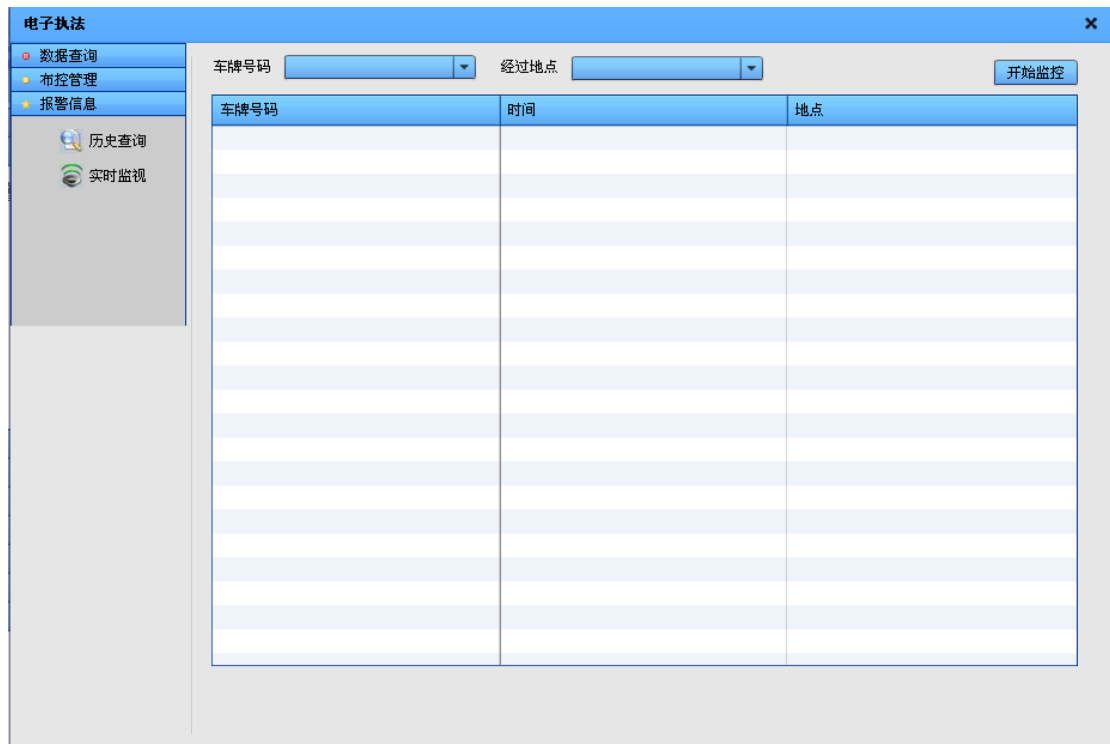 电子执法
数据查询
布控管理
报警信息
历史查询
实时监视
车牌号码 经过地点 开始监控
车牌号码 时间 地点